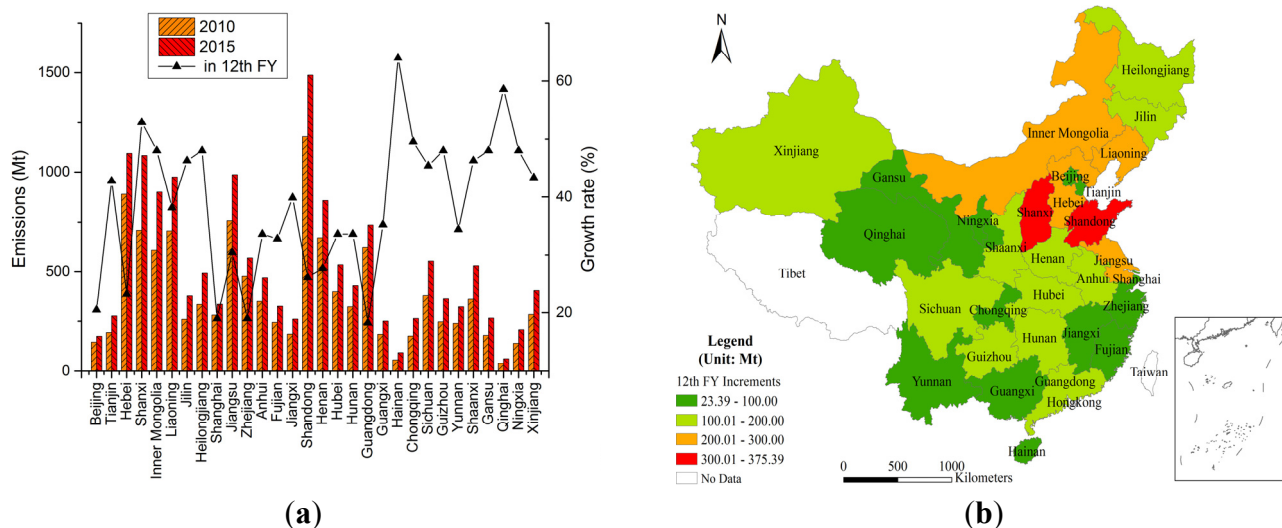 2010
2015
in 12th FY
Emissions (Mt)
1500
1000
500
0
Growth rate (%)
60
40
20
Beijing
Tianjin
Hebei
Shanxi
Inner Mongolia
Liaoning
Jilin
Heilongjiang
Shanghai
Jiangsu
Zhejiang
Anhui
Fujian
Jiangxi
Shandong
Henan
Hubei
Hunan
Guangdong
Guangxi
Hainan
Chongqing
Sichuan
Guizhou
Yunnan
Shaanxi
Gansu
Qinghai
Ningxia
Xinjiang
(a)
N
Heilongjiang
Jilin
Inner Mongolia
Liaoning
Xinjiang
Beijing
Gansu
Tianjin
Hebei
Shanxi
Shandong
Ningxia
Qinghai
Shaanxi
Henan
Jiangsu
Tibet
Anhui
Shanghai
Hubei
Sichuan
Chongqing
Zhejiang
Hunan
Jiangxi
Guizhou
Fujian
Yunnan
Guangxi
Guangdong
Taiwan
Hongkong
Hainan
Legend
(Unit: Mt)
12th FY Increments
23.39 - 100.00
100.01 - 200.00
200.01 - 300.00
300.01 - 375.39
No Data
0 500 1000
Kilometers
(b)